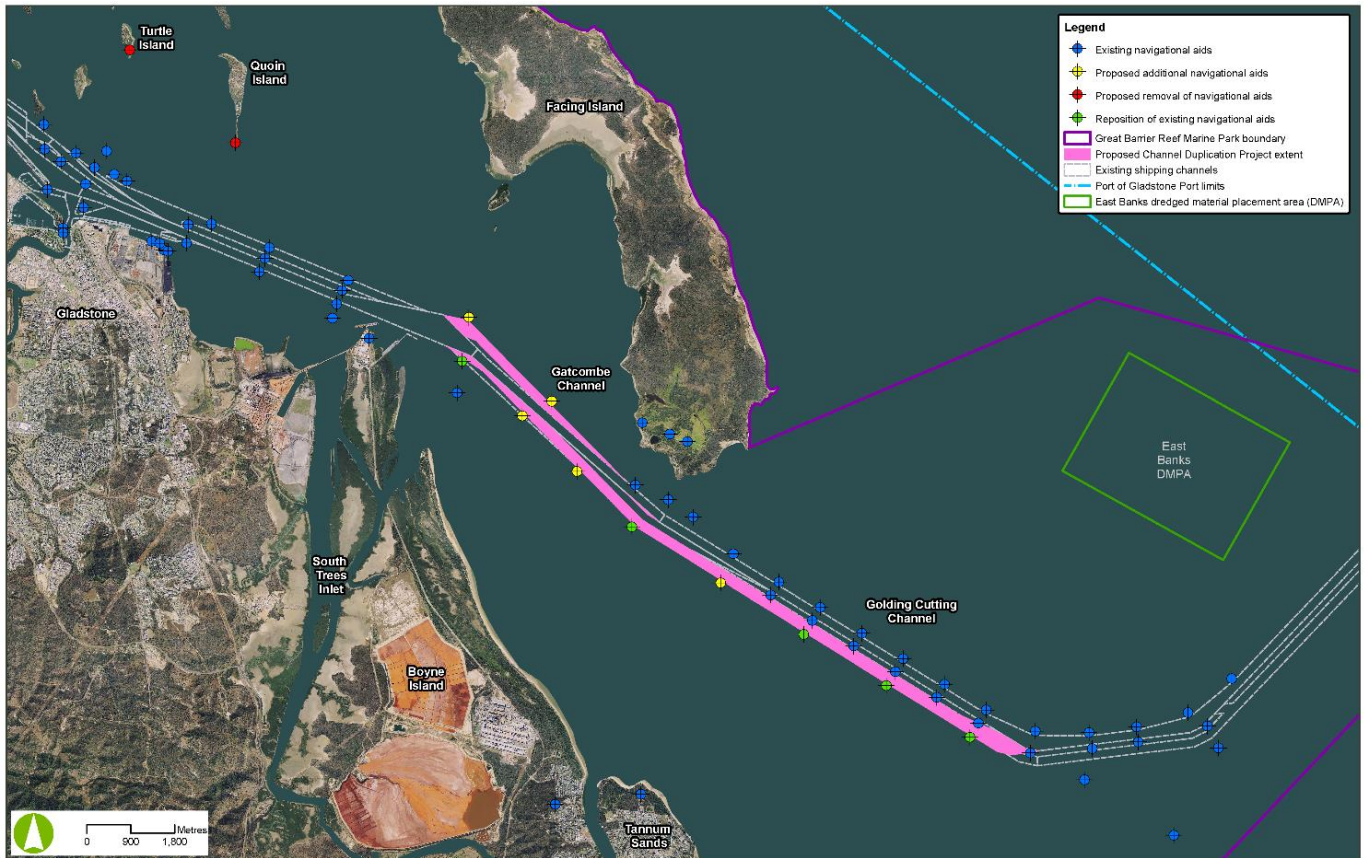 Turtle
Island
Quoin
Island
Facing Island
Legend
Existing navigational aids
Proposed additional navigational aids
Proposed removal of navigational aids
Reposition of existing navigational aids
Great Barrier Reef Marine Park boundary
Proposed Channel Duplication Project extent
Existing shipping channels
Port of Gladstone Port limits
East Banks dredged material placement area (DMPA)
Gladstone
Gatcombe
Channel
East
Banks
DMPA
South
Trees
Inlet
Golding Cutting
Channel
Boyne
Island
Tannum
Sands
Metres
0 900 1,800